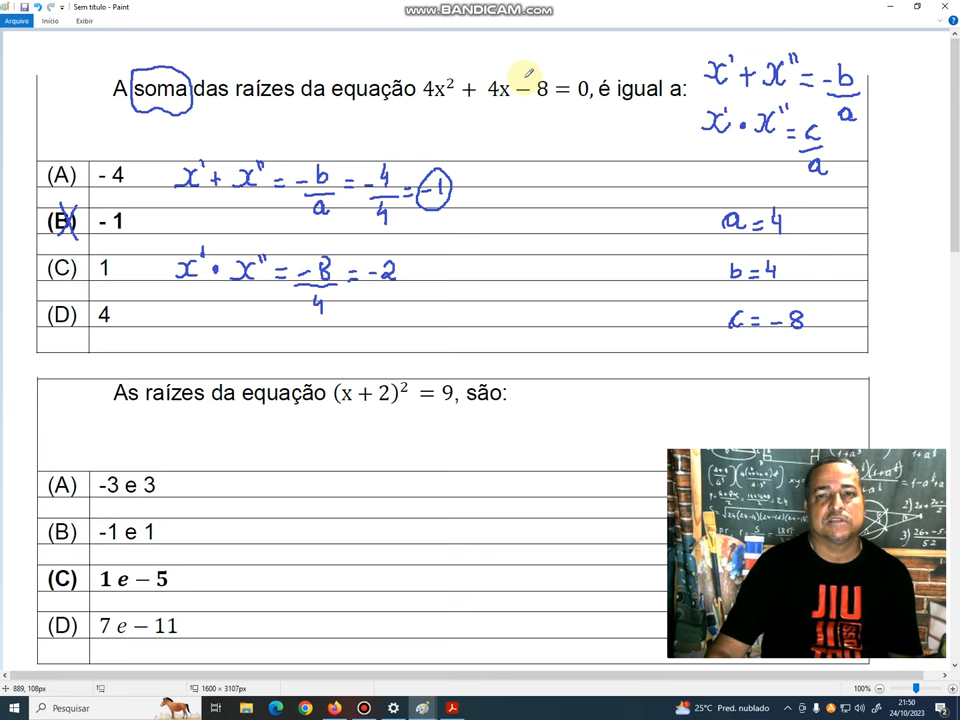 Sem título - Paint
WWW.BANDICAM.COM
Arquivo Início Exibir
A soma das raízes da equação 4x² + 4x − 8 = 0, é igual a:
x' + x'' = -b/a
x' • x'' = c/a
(A) - 4
x' + x'' = -b/a = -4/4 = -1
(B) - 1
a = 4
(C) 1
x' • x'' = -8/4 = -2
b = 4
(D) 4
c = -8
As raízes da equação (x + 2)² = 9, são:
(A) -3 e 3
(B) -1 e 1
(C) 1 e − 5
(D) 7 e − 11
JIU
889, 108px
1600 × 3107px
100%
Pesquisar
25°C Pred. nublado
21:50
24/10/2023